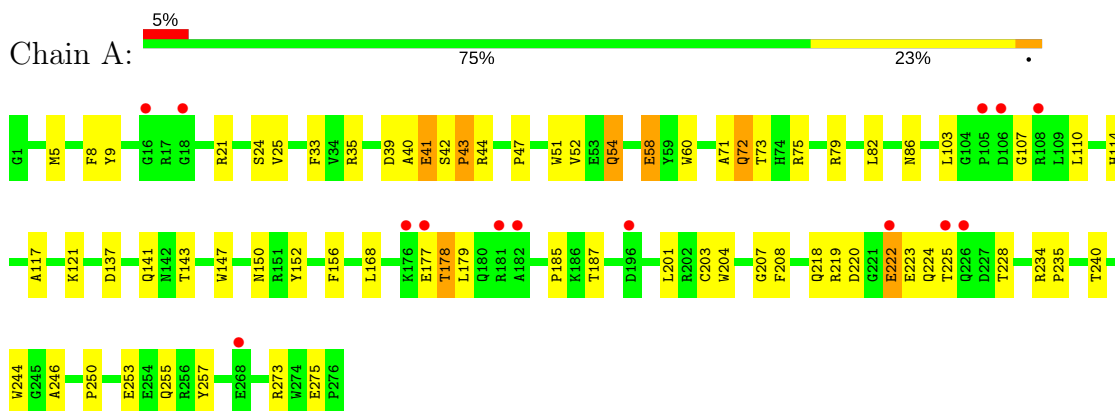 5%
Chain A:
75% 23% •
G1 M5 F8 Y9 G16 R17 G18 R21 S24 V25 F33 V34 R35 D39 A40 E41 S42 P43 R44 P47 W51 V52 E53 Q54 E58 Y59 W60 A71 Q72 T73 H74 R75 R79 L82 N86 L103 G104 P105 D106 G107 R108 L109 L110 H114
A117 K121 D137 Q141 N142 T143 W147 N150 R151 Y152 F156 L168 K176 E177 T178 L179 Q180 R181 A182 P185 K186 T187 D196 L201 R202 C203 W204 G207 F208 Q218 R219 D220 G221 E222 E223 Q224 T225 Q226 D227 T228 R234 P235 T240
W244 G245 A246 P250 E253 E254 Q255 R256 Y257 E268 R273 W274 E275 P276